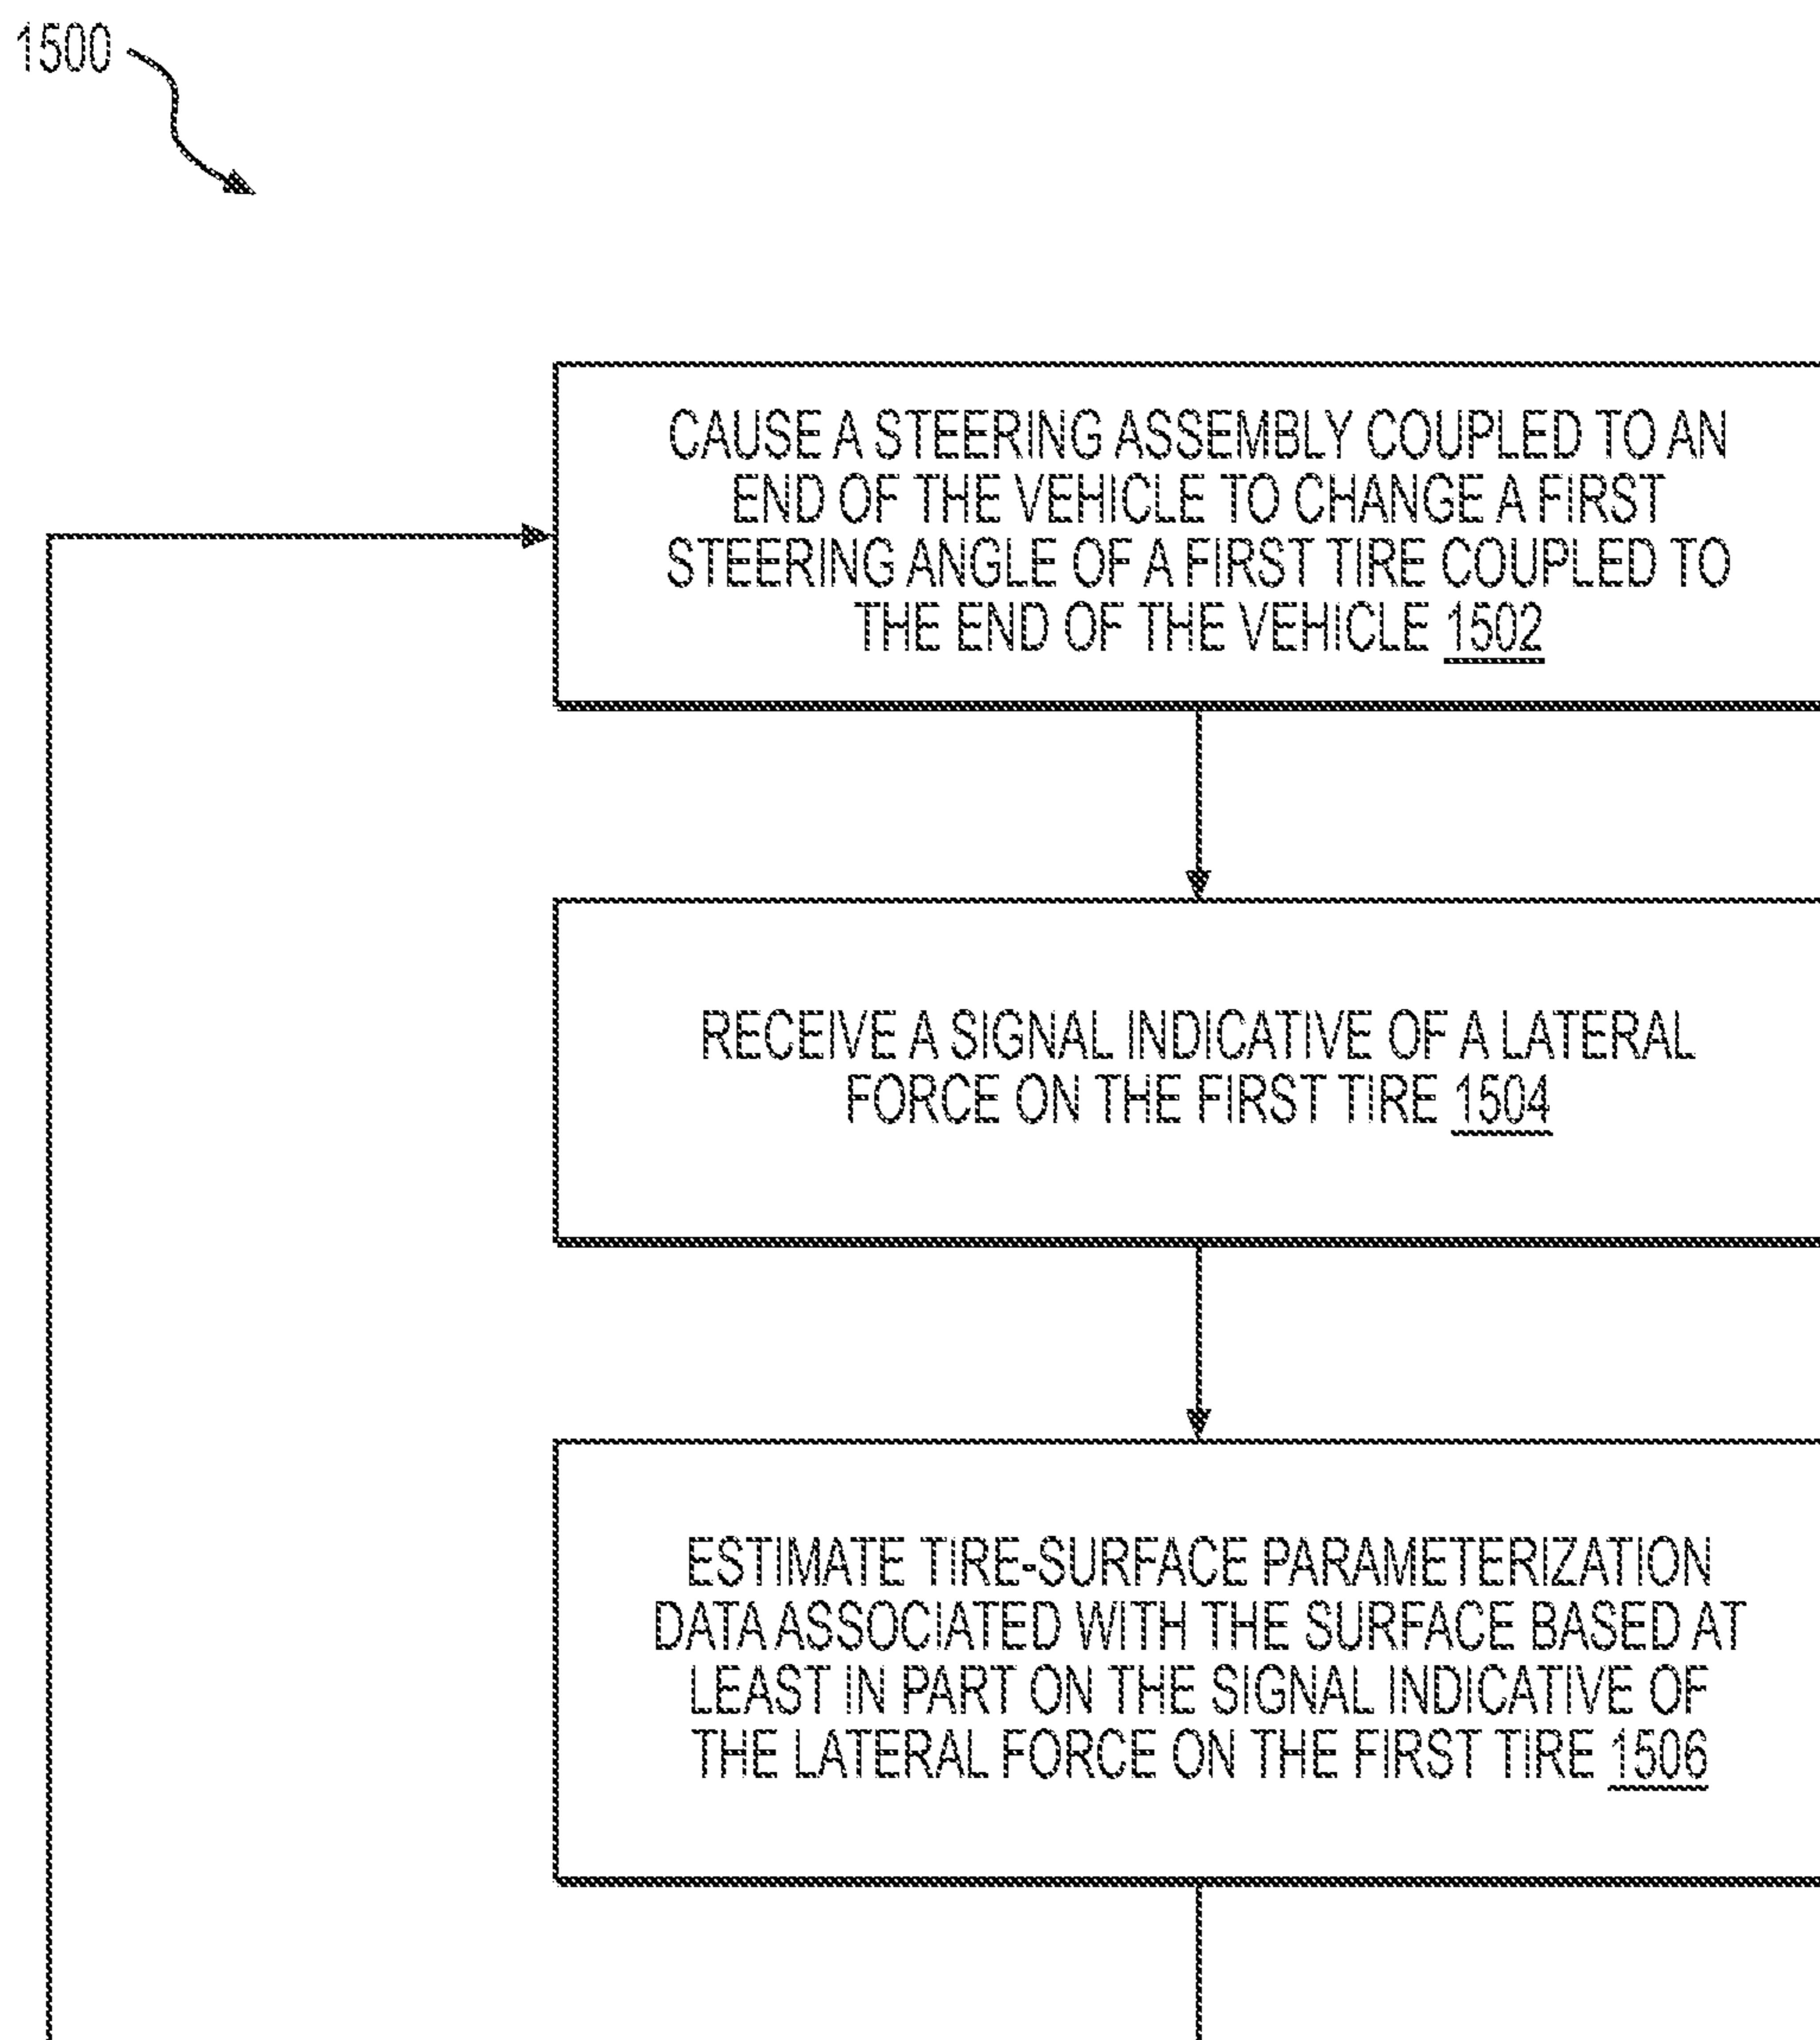 1500
CAUSE A STEERING ASSEMBLY COUPLED TO AN
END OF THE VEHICLE TO CHANGE A FIRST
STEERING ANGLE OF A FIRST TIRE COUPLED TO
THE END OF THE VEHICLE 1502
RECEIVE A SIGNAL INDICATIVE OF A LATERAL
FORCE ON THE FIRST TIRE 1504
ESTIMATE TIRE-SURFACE PARAMETERIZATION
DATA ASSOCIATED WITH THE SURFACE BASED AT
LEAST IN PART ON THE SIGNAL INDICATIVE OF
THE LATERAL FORCE ON THE FIRST TIRE 1506